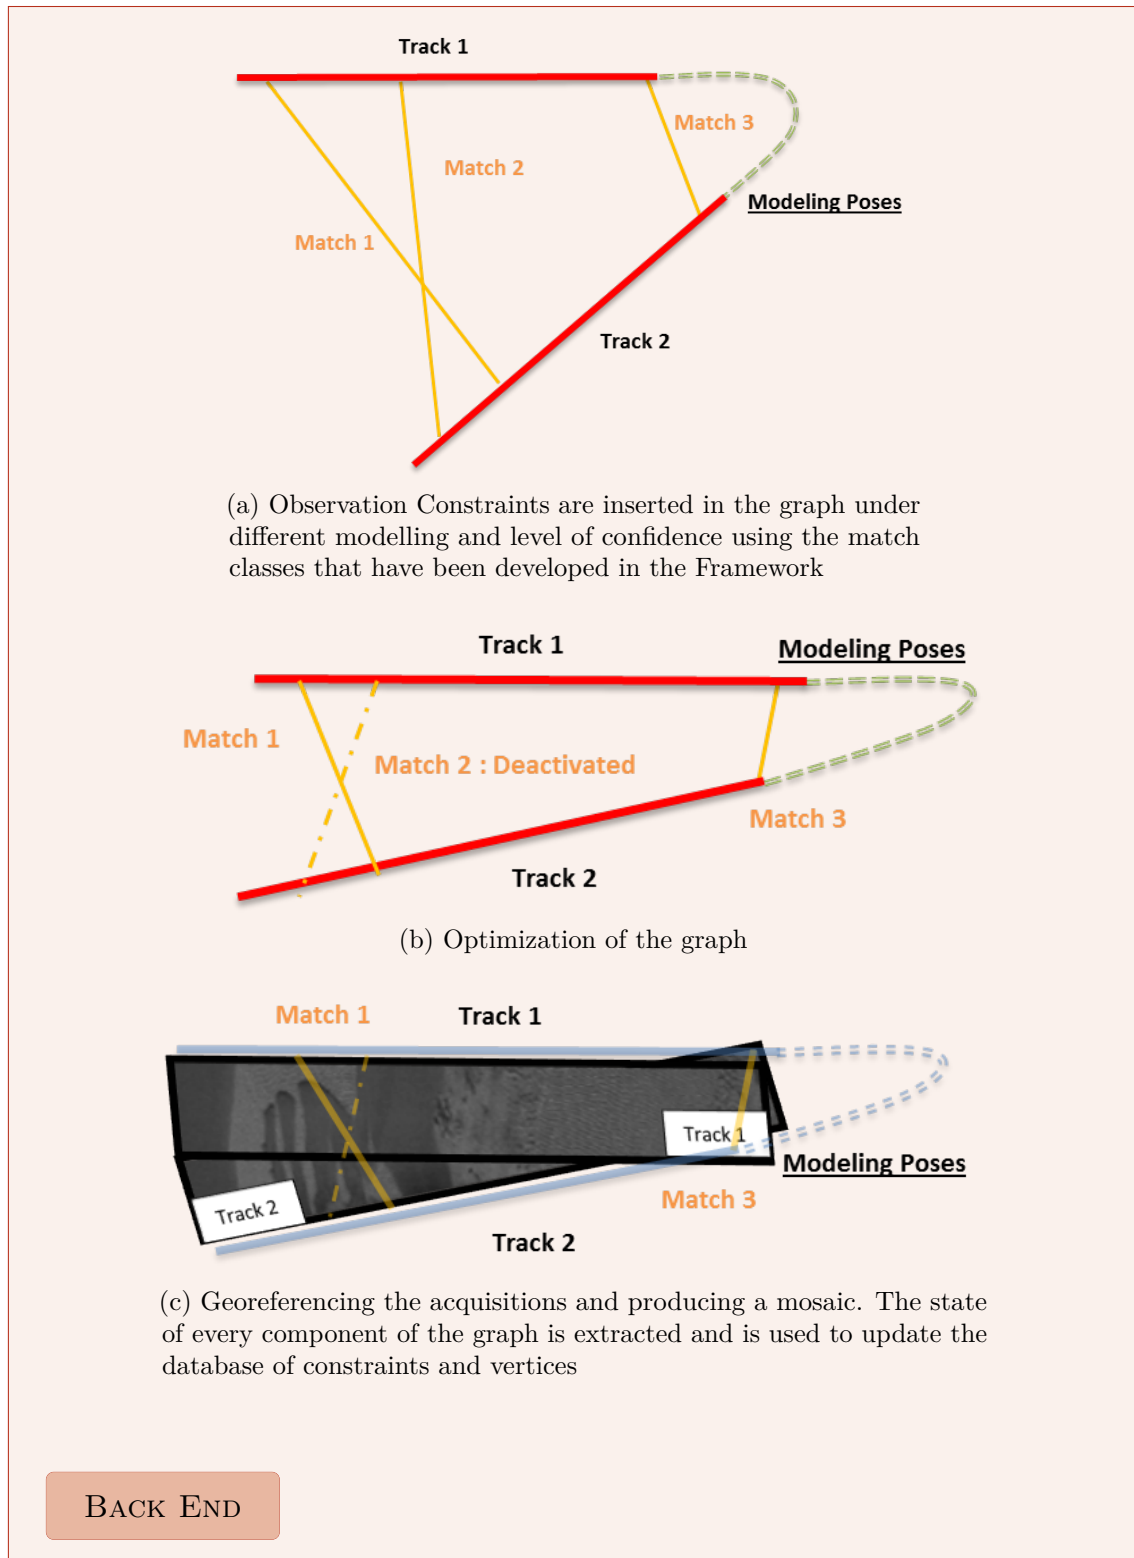 Track 1
Match 3
Match 2
Modeling Poses
Match 1
Track 2
(a) Observation Constraints are inserted in the graph under
different modelling and level of confidence using the match
classes that have been developed in the Framework
Track 1
Modeling Poses
Match 1
Match 2 : Deactivated
Match 3
Track 2
(b) Optimization of the graph
Match 1
Track 1
Track 1
Modeling Poses
Match 3
Track 2
Track 2
(c) Georeferencing the acquisitions and producing a mosaic. The state
of every component of the graph is extracted and is used to update the
database of constraints and vertices
BACK END